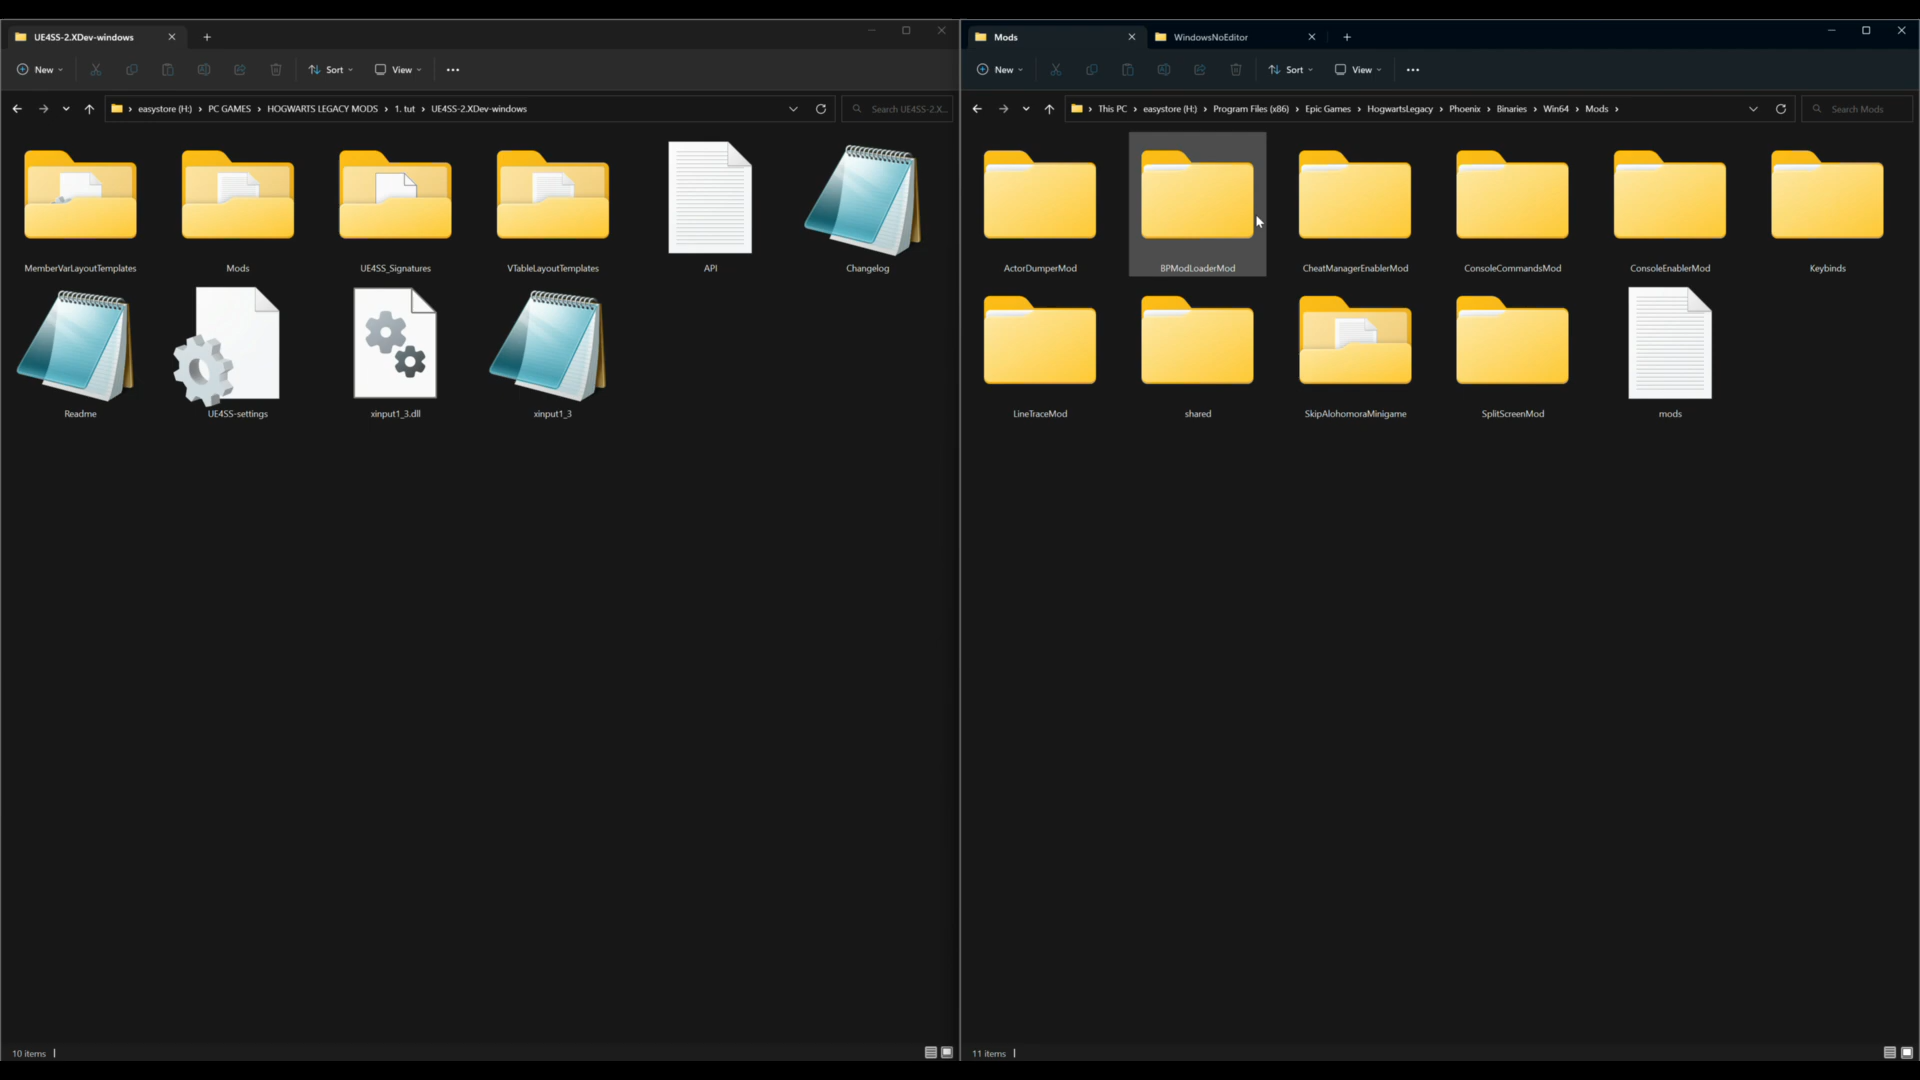 UE4SS-2.XDev-windows
New
Sort
View
easystore (H:) › PC GAMES › HOGWARTS LEGACY MODS › 1. tut › UE4SS-2.XDev-windows
Search UE4SS-2.X...
MemberVarLayoutTemplates
Mods
UE4SS_Signatures
VTableLayoutTemplates
API
Changelog
Readme
UE4SS-settings
xinput1_3.dll
xinput1_3
10 items
Mods
WindowsNoEditor
New
Sort
View
This PC › easystore (H:) › Program Files (x86) › Epic Games › HogwartsLegacy › Phoenix › Binaries › Win64 › Mods ›
Search Mods
ActorDumperMod
BPModLoaderMod
CheatManagerEnablerMod
ConsoleCommandsMod
ConsoleEnablerMod
Keybinds
LineTraceMod
shared
SkipAlohomoraMinigame
SplitScreenMod
mods
11 items